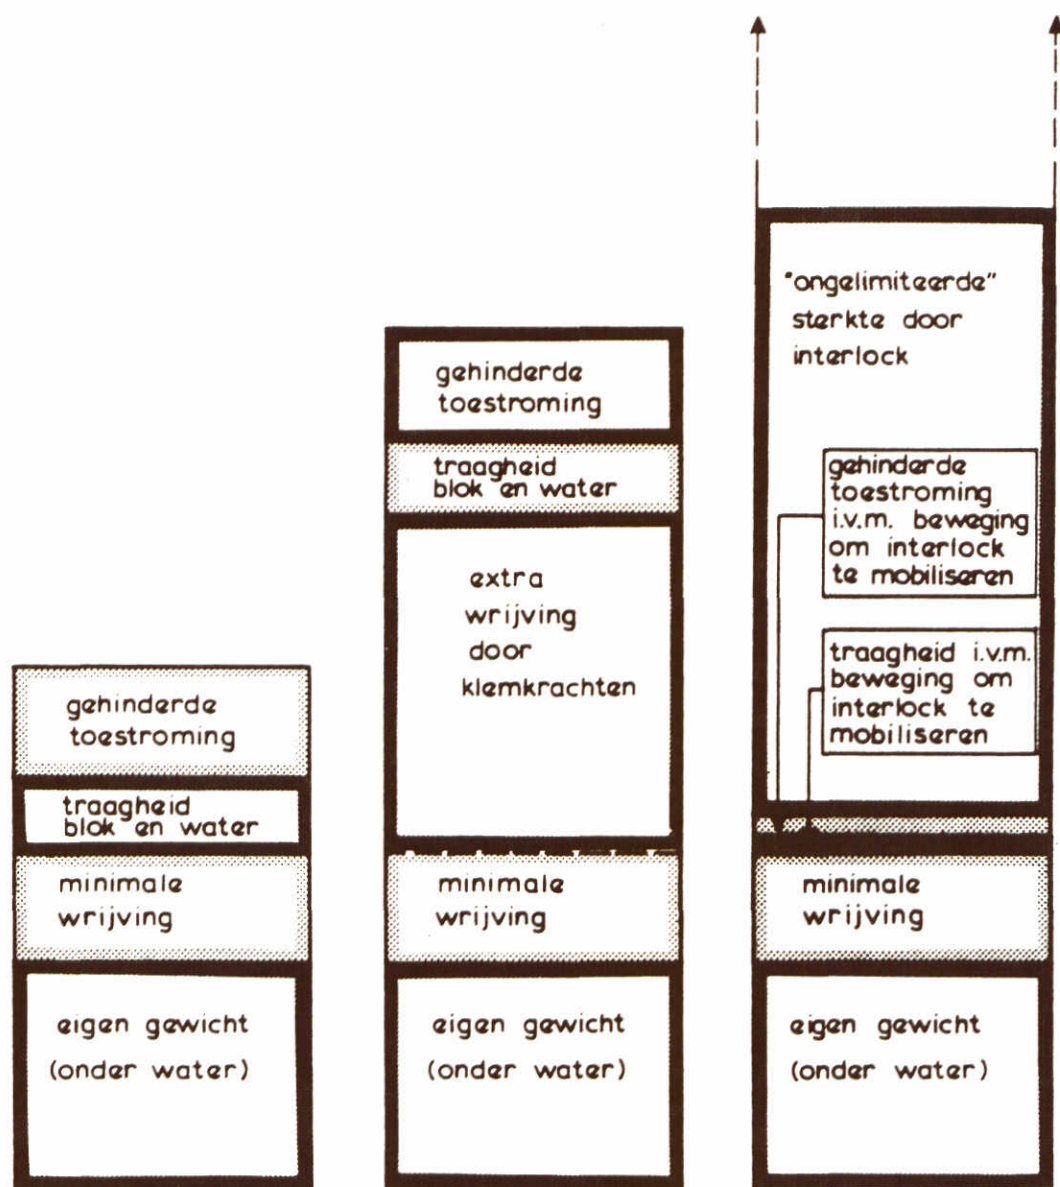 gehinderde
toestroming
traagheid
blok en water
minimale
wrijving
eigen gewicht
(onder water)
gehinderde
toestroming
traagheid
blok en water
extra
wrijving
door
klemkrachten
minimale
wrijving
eigen gewicht
(onder water)
"ongelimiteerde"
sterkte door
interlock
gehinderde
toestroming
i.v.m. beweging
om interlock
te mobiliseren
traagheid i.v.m.
beweging om
interlock te
mobiliseren
minimale
wrijving
eigen gewicht
(onder water)